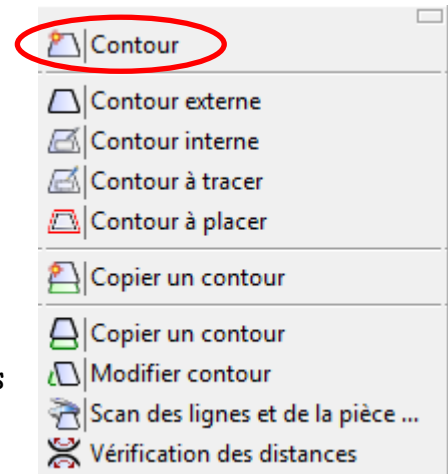 Contour
Contour externe
Contour interne
Contour à tracer
Contour à placer
Copier un contour
Copier un contour
Modifier contour
s
Scan des lignes et de la pièce ...
Vérification des distances